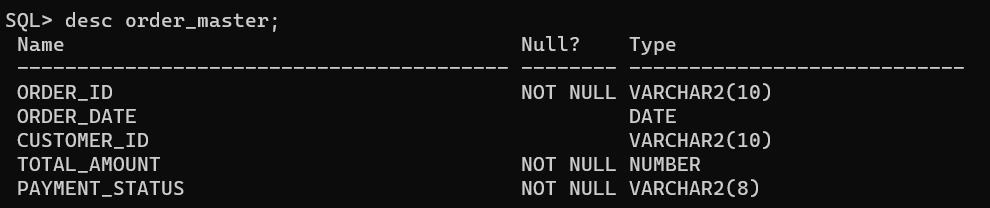 SQL> desc order_master;
Name                                      Null?    Type
----------------------------------------- -------- ----------------------------
ORDER_ID                                  NOT NULL VARCHAR2(10)
ORDER_DATE                                         DATE
CUSTOMER_ID                                        VARCHAR2(10)
TOTAL_AMOUNT                              NOT NULL NUMBER
PAYMENT_STATUS                            NOT NULL VARCHAR2(8)